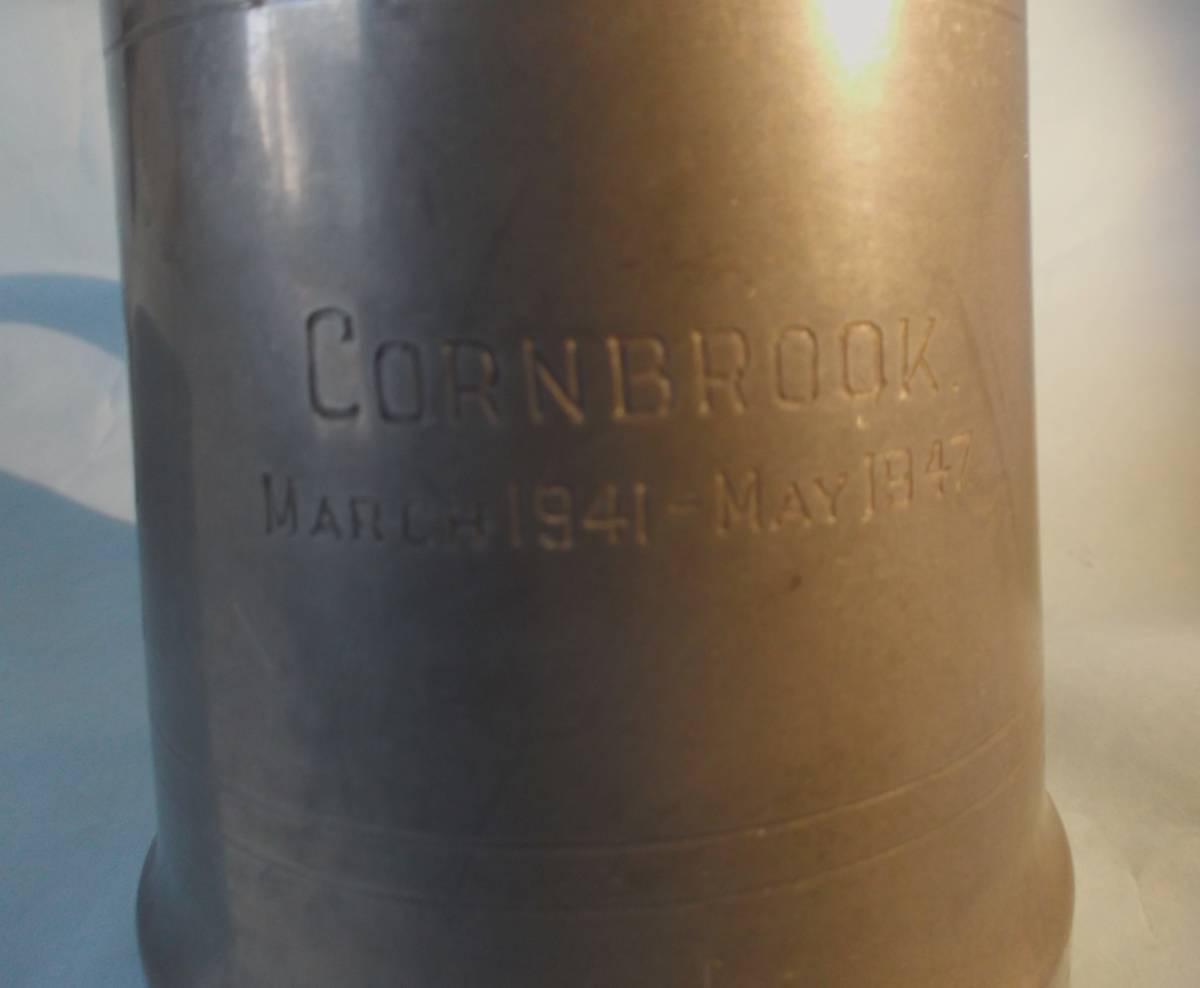 CORNBROOK.
MARCH 1941 - MAY 1947